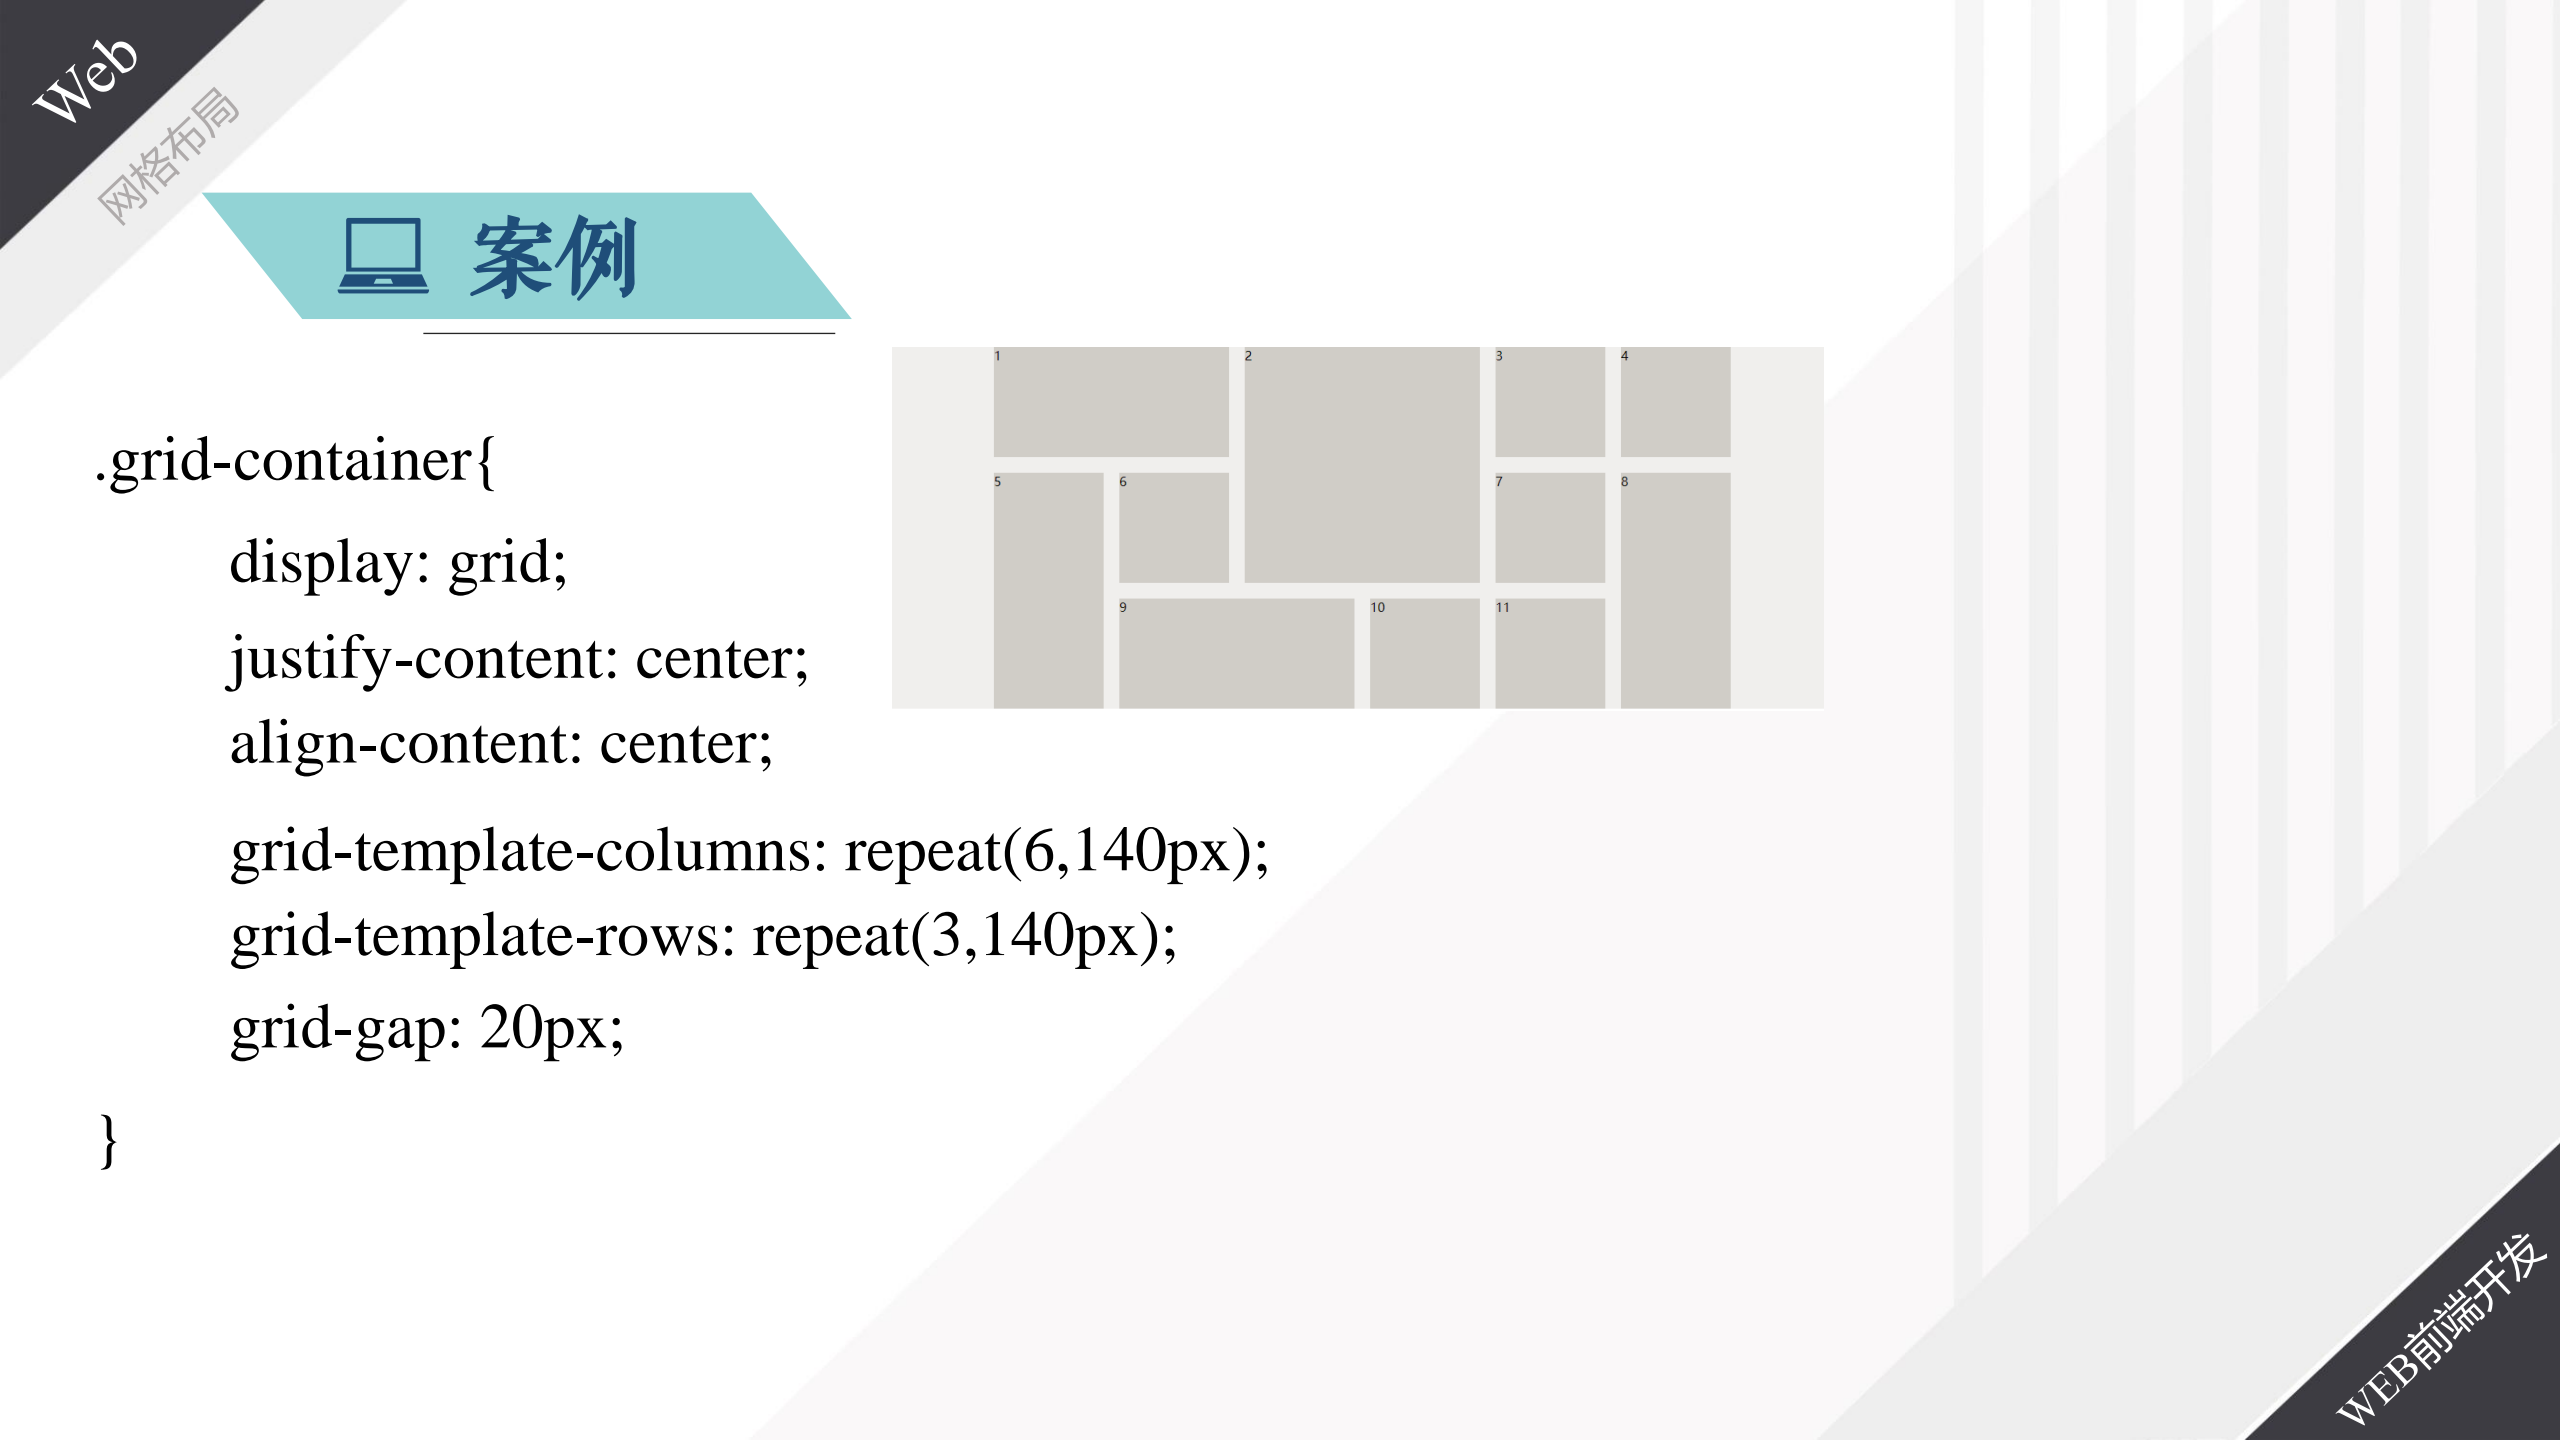 Web
网格布局
案例
1 2 3 4
5 6 7 8
9 10 11
.grid-container{
display: grid;
justify-content: center;
align-content: center;
grid-template-columns: repeat(6,140px);
grid-template-rows: repeat(3,140px);
grid-gap: 20px;
}
WEB前端开发